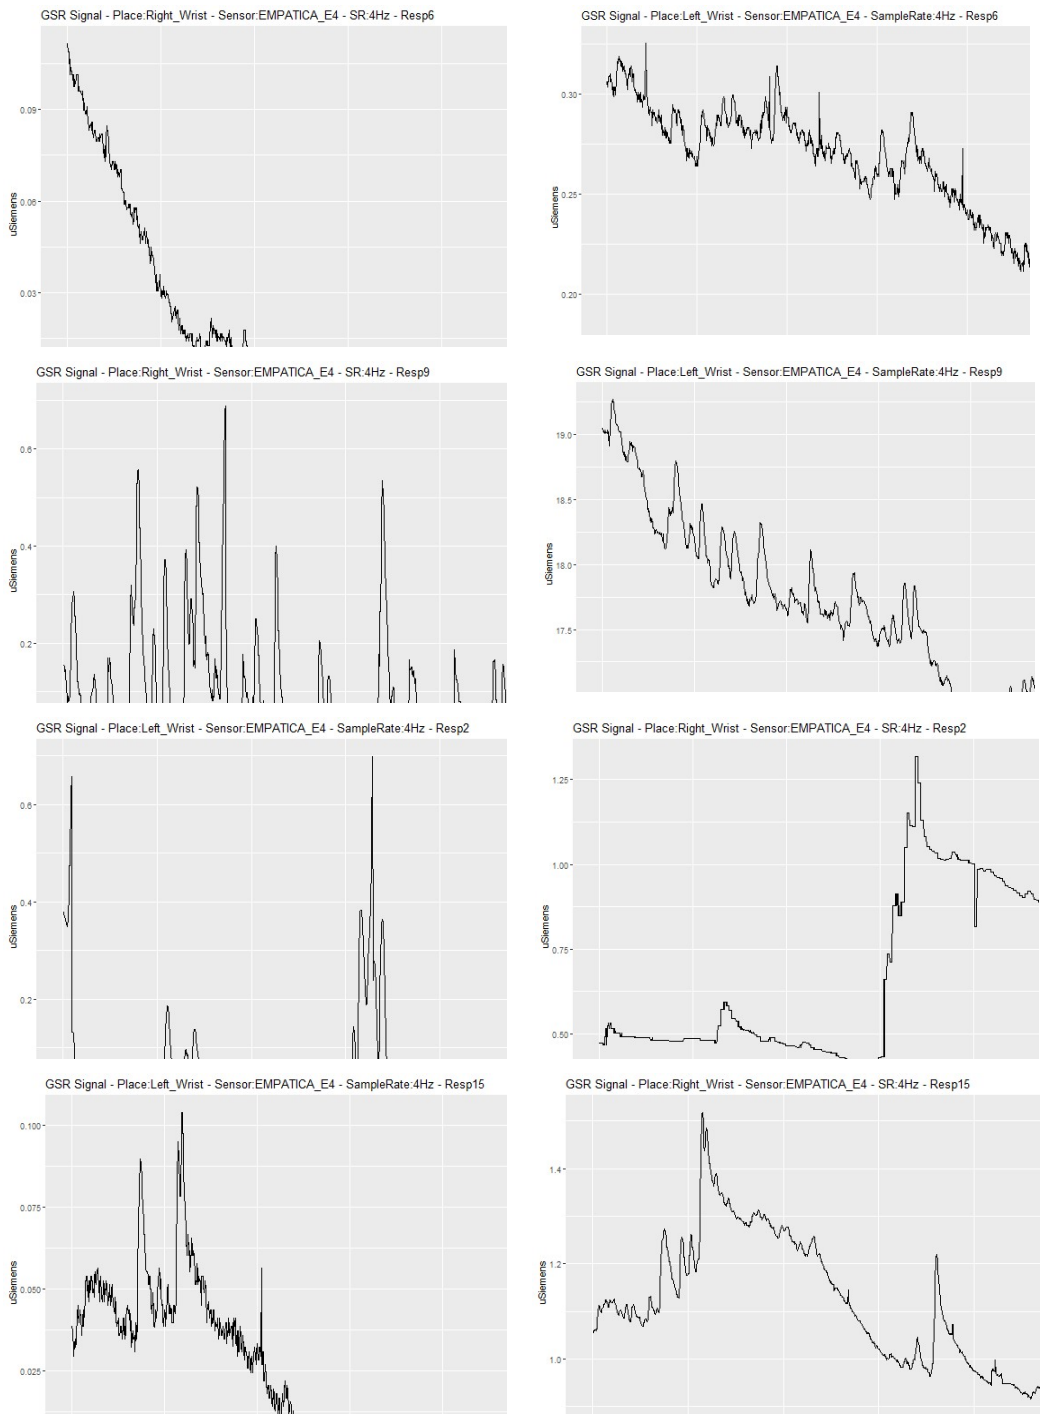 GSR Signal - Place:Right_Wrist - Sensor:EMPATICA_E4 - SR:4Hz - Resp6
0.09
0.06
0.03
uSiemens
GSR Signal - Place:Left_Wrist - Sensor:EMPATICA_E4 - SampleRate:4Hz - Resp6
0.30
0.25
0.20
uSiemens
GSR Signal - Place:Right_Wrist - Sensor:EMPATICA_E4 - SR:4Hz - Resp9
0.6
0.4
0.2
uSiemens
GSR Signal - Place:Left_Wrist - Sensor:EMPATICA_E4 - SampleRate:4Hz - Resp9
19.0
18.5
18.0
17.5
uSiemens
GSR Signal - Place:Left_Wrist - Sensor:EMPATICA_E4 - SampleRate:4Hz - Resp2
0.6
0.4
0.2
uSiemens
GSR Signal - Place:Right_Wrist - Sensor:EMPATICA_E4 - SR:4Hz - Resp2
1.25
1.00
0.75
0.50
uSiemens
GSR Signal - Place:Left_Wrist - Sensor:EMPATICA_E4 - SampleRate:4Hz - Resp15
0.100
0.075
0.050
0.025
uSiemens
GSR Signal - Place:Right_Wrist - Sensor:EMPATICA_E4 - SR:4Hz - Resp15
1.4
1.2
1.0
uSiemens